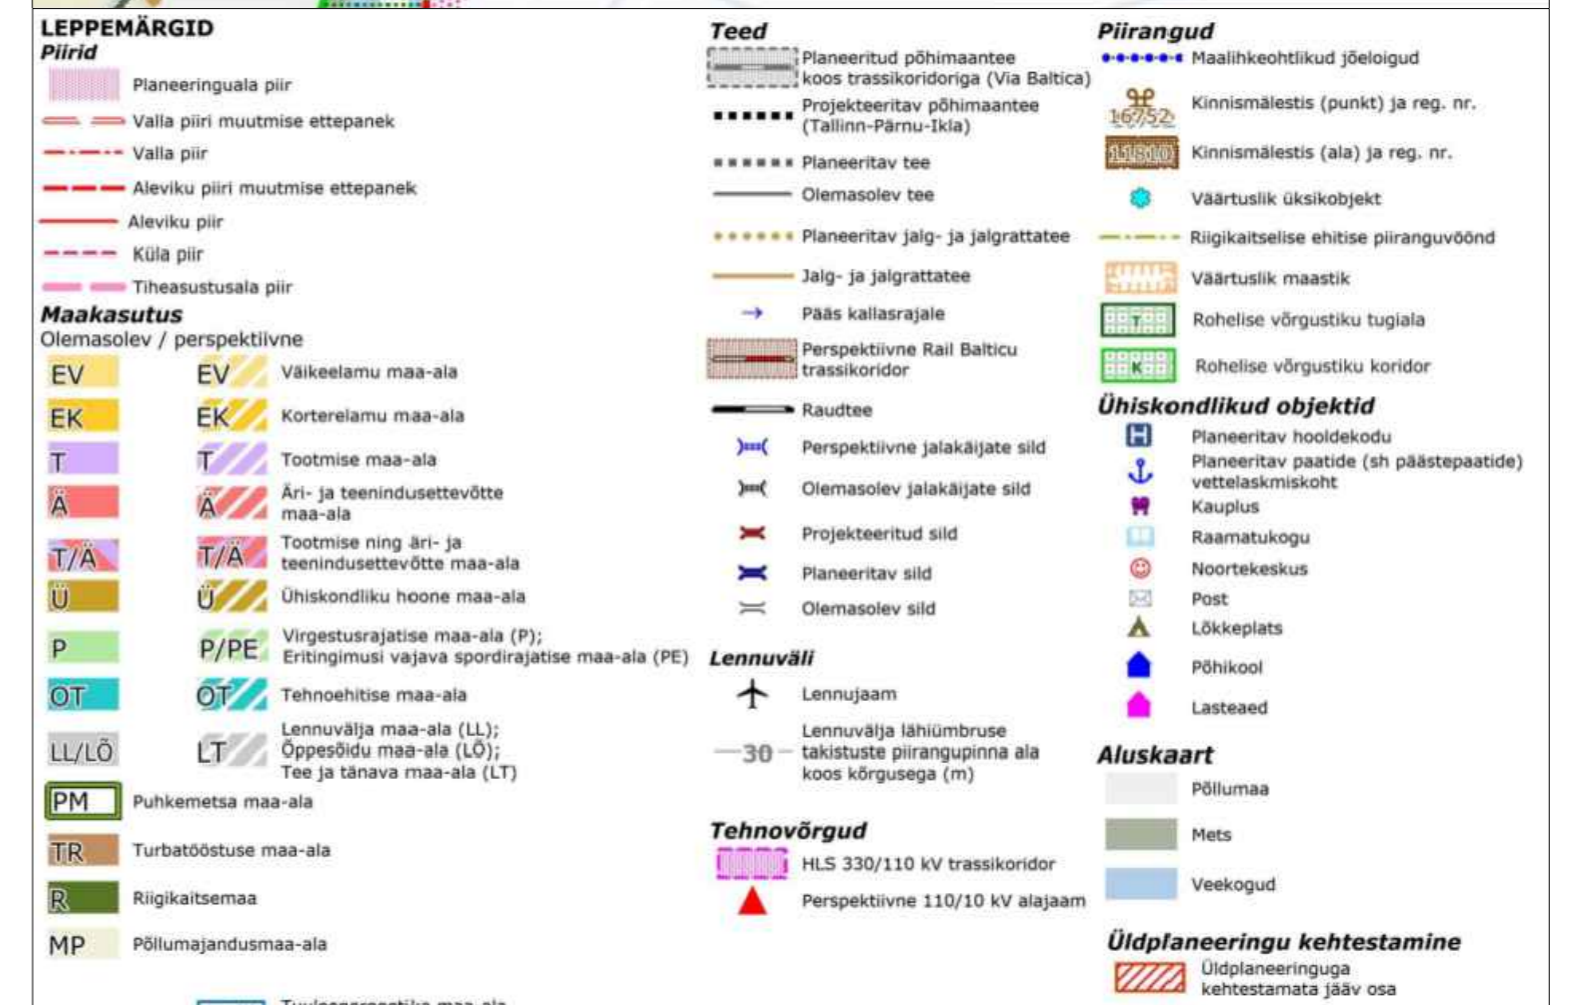 LEPPEMÄRGID
Piirid
Planeeringuala piir
Valla piiri muutmise ettepanek
Valla piir
Aleviku piiri muutmise ettepanek
Aleviku piir
Küla piir
Tiheasustusala piir
Maakasutus
Olemasolev / perspektiivne
EV EV Väikeelamu maa-ala
EK EK Korterelamu maa-ala
T T Tootmise maa-ala
Ä Ä Äri- ja teenindusettevõtte
maa-ala
T/Ä T/Ä Tootmise ning äri- ja
teenindusettevõtte maa-ala
Ü Ü Ühiskondliku hoone maa-ala
P P/PE Virgestusrajatise maa-ala (P);
Eritingimusi vajava spordirajatise maa-ala (PE)
OT OT Tehnoehitise maa-ala
LL/LÕ LT Lennuvälja maa-ala (LL);
Õppesõidu maa-ala (LÕ);
Tee ja tänava maa-ala (LT)
PM Puhkemetsa maa-ala
TR Turbatööstuse maa-ala
R Riigikaitsemaa
MP Põllumajandusmaa-ala
Teed
Planeeritud põhimaantee
koos trassikoridoriga (Via Baltica)
Projekteeritav põhimaantee
(Tallinn-Pärnu-Ikla)
Planeeritav tee
Olemasolev tee
Planeeritav jalg- ja jalgrattatee
Jalg- ja jalgrattatee
Pääs kallasrajale
Perspektiivne Rail Balticu
trassikoridor
Raudtee
Perspektiivne jalakäijate sild
Olemasolev jalakäijate sild
Projekteeritud sild
Planeeritav sild
Olemasolev sild
Lennuväli
Lennujaam
30 Lennuvälja lähiümbruse
takistuste piirangupinna ala
koos kõrgusega (m)
Tehnovõrgud
HLS 330/110 kV trassikoridor
Perspektiivne 110/10 kV alajaam
Piirangud
Maalihkeohtlikud jõeloigud
16752 Kinnismälestis (punkt) ja reg. nr.
11810 Kinnismälestis (ala) ja reg. nr.
Väärtuslik üksikobjekt
Riigikaitselise ehitise piiranguvöönd
Väärtuslik maastik
T Rohelise võrgustiku tugiala
K Rohelise võrgustiku koridor
Ühiskondlikud objektid
H Planeeritav hooldekodu
Planeeritav paatide (sh päästepaatide)
vettelaskmiskoht
Kauplus
Raamatukogu
Noortekeskus
Post
Lõkkeplats
Põhikool
Lasteaed
Aluskaart
Põllumaa
Mets
Veekogud
Üldplaneeringu kehtestamine
Üldplaneeringuga
kehtestamata jääv osa